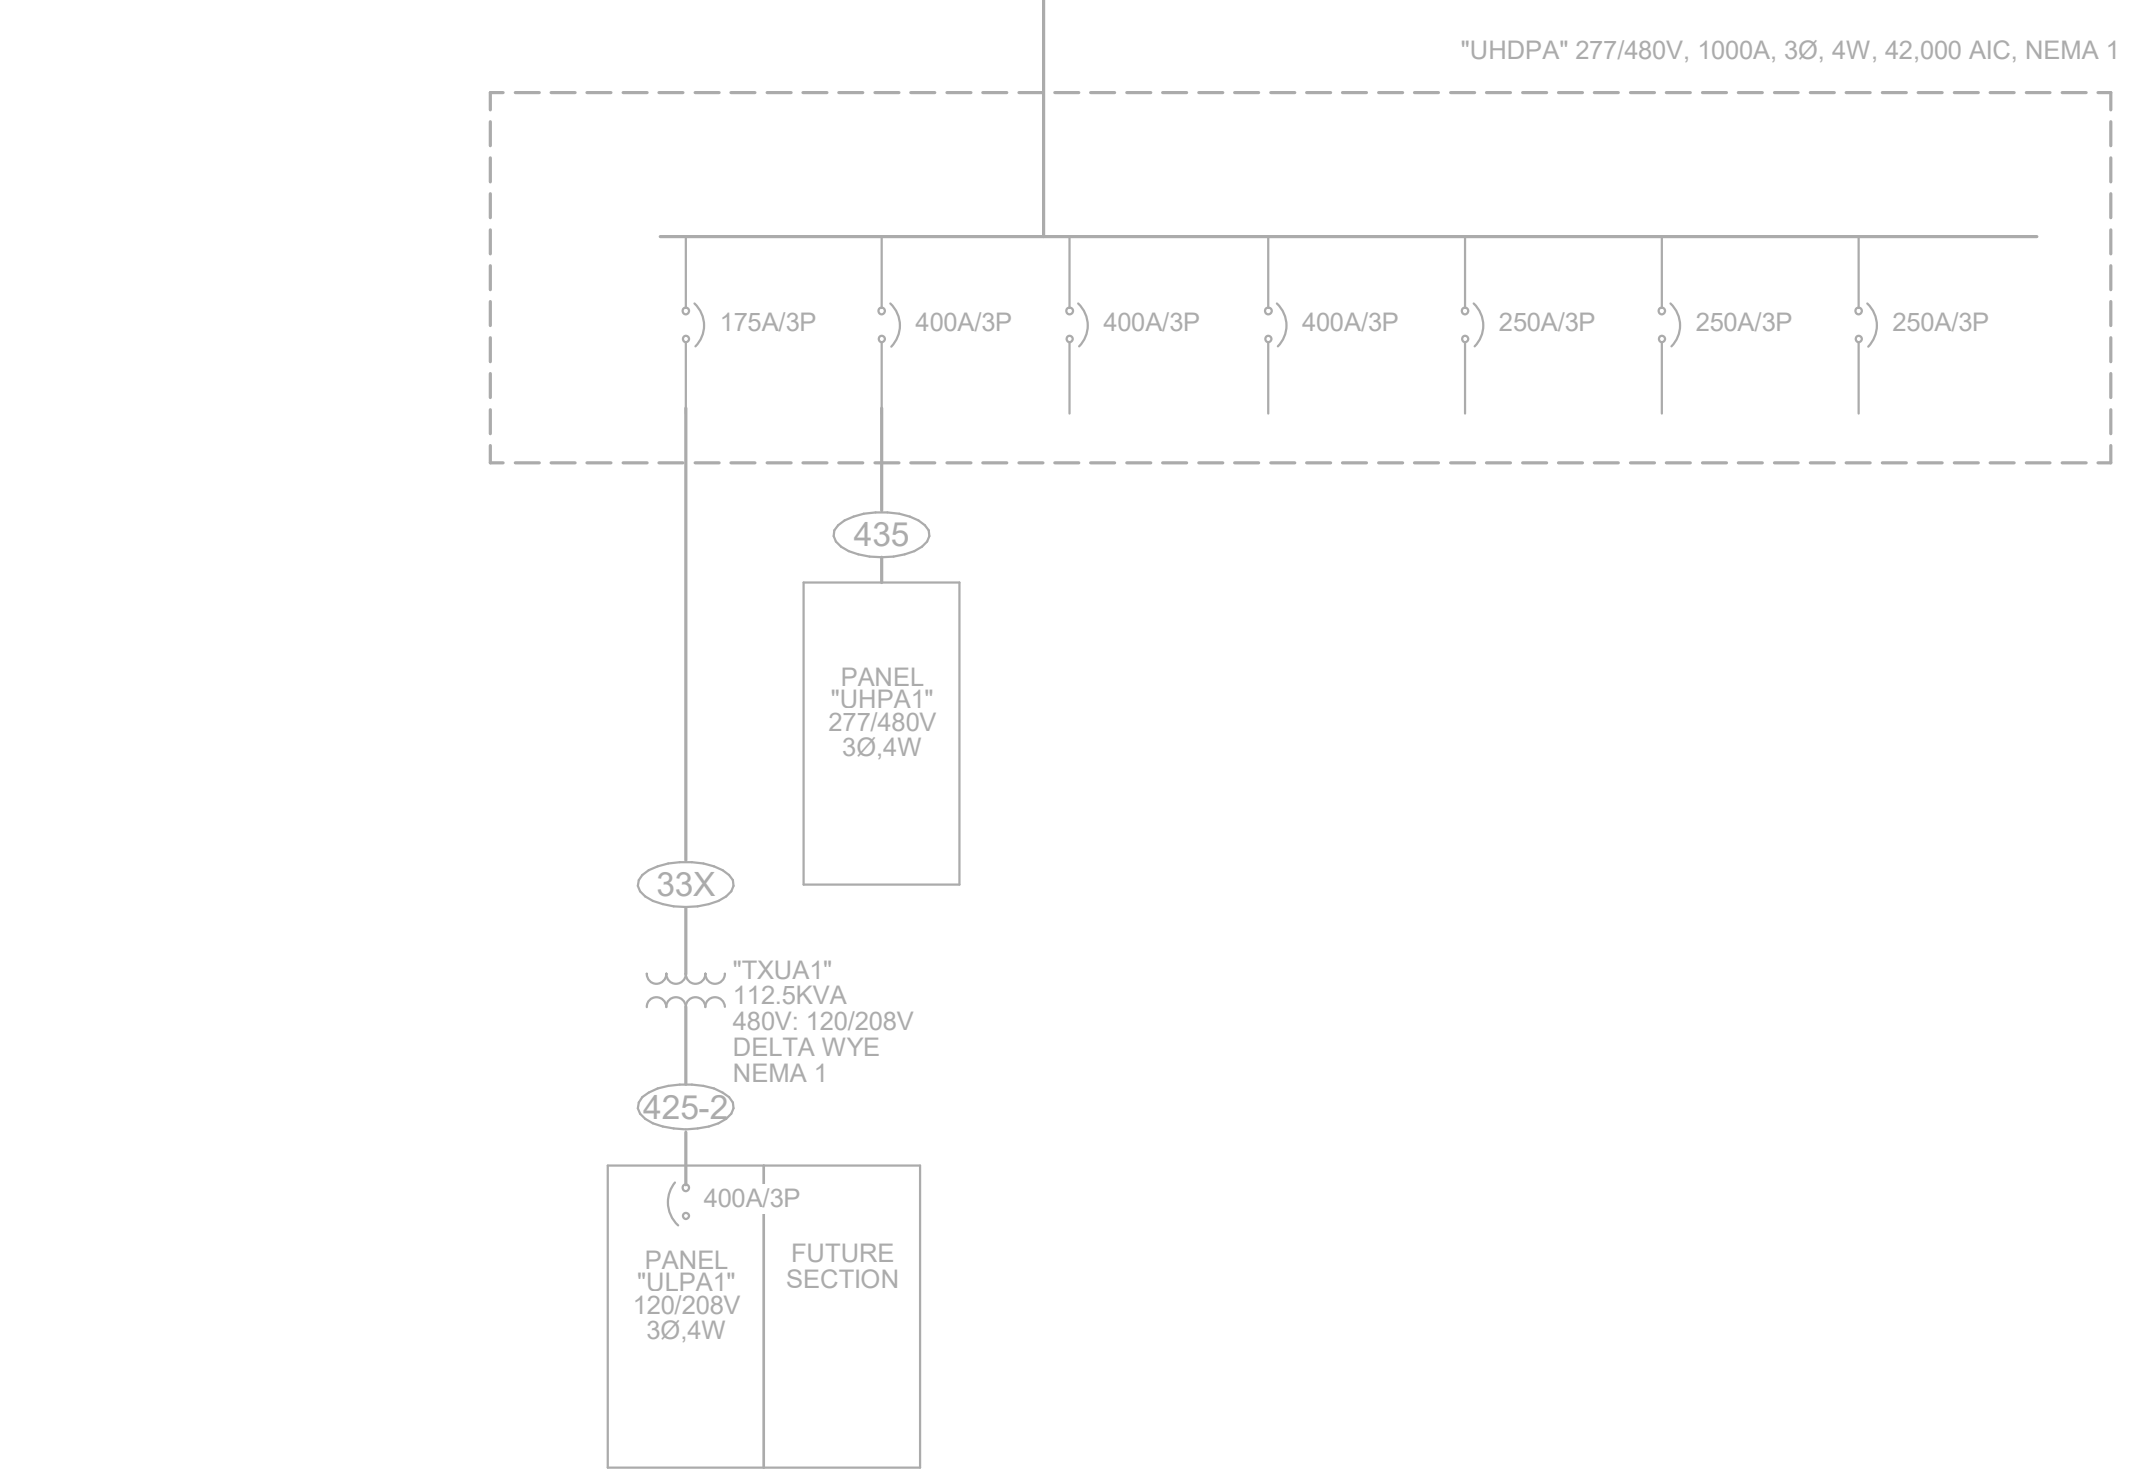 "UHDPA" 277/480V, 1000A, 3Ø, 4W, 42,000 AIC, NEMA 1
175A/3P
400A/3P
400A/3P
400A/3P
250A/3P
250A/3P
250A/3P
435
PANEL
"UHPA1"
277/480V
3Ø,4W
33X
"TXUA1"
112.5KVA
480V: 120/208V
DELTA WYE
NEMA 1
425-2
400A/3P
PANEL
"ULPA1"
120/208V
3Ø,4W
FUTURE
SECTION